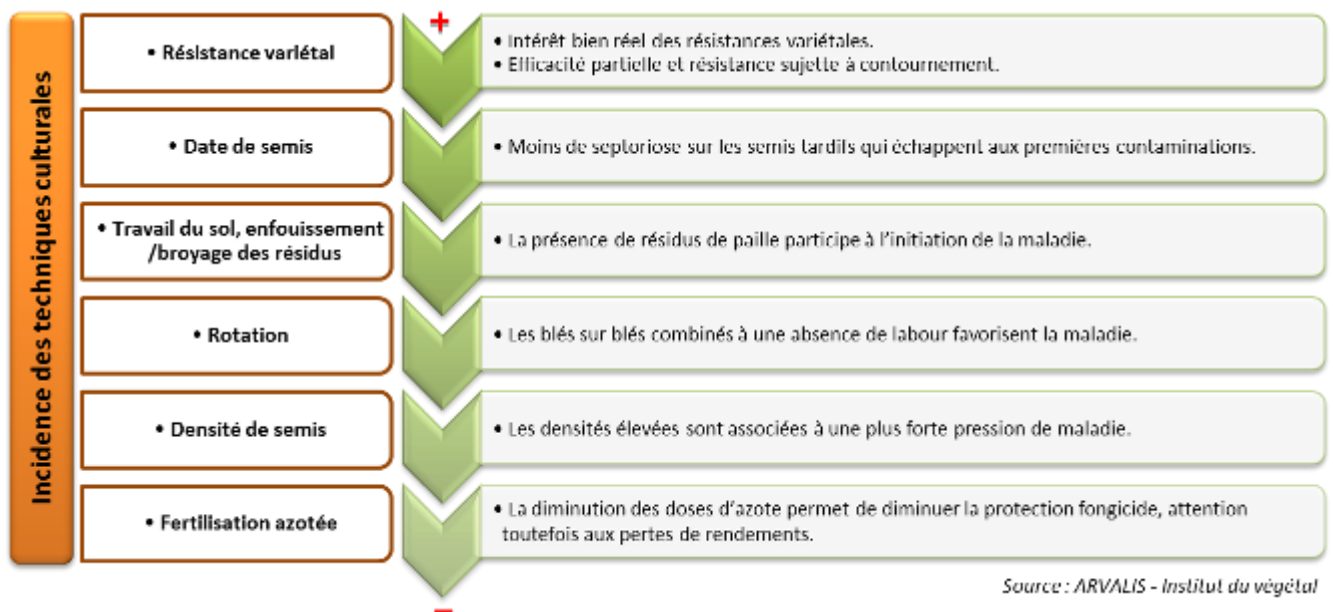 Incidence des techniques culturales
+
• Résistance variétal
• Intérêt bien réel des résistances variétales.
• Efficacité partielle et résistance sujette à contournement.
• Date de semis
• Moins de septoriose sur les semis tardifs qui échappent aux premières contaminations.
• Travail du sol, enfouissement
/broyage des résidus
• La présence de résidus de paille participe à l'initiation de la maladie.
• Rotation
• Les blés sur blés combinés à une absence de labour favorisent la maladie.
• Densité de semis
• Les densités élevées sont associées à une plus forte pression de maladie.
• Fertilisation azotée
• La diminution des doses d'azote permet de diminuer la protection fongicide, attention
toutefois aux pertes de rendements.
Source : ARVALIS - Institut du végétal
–